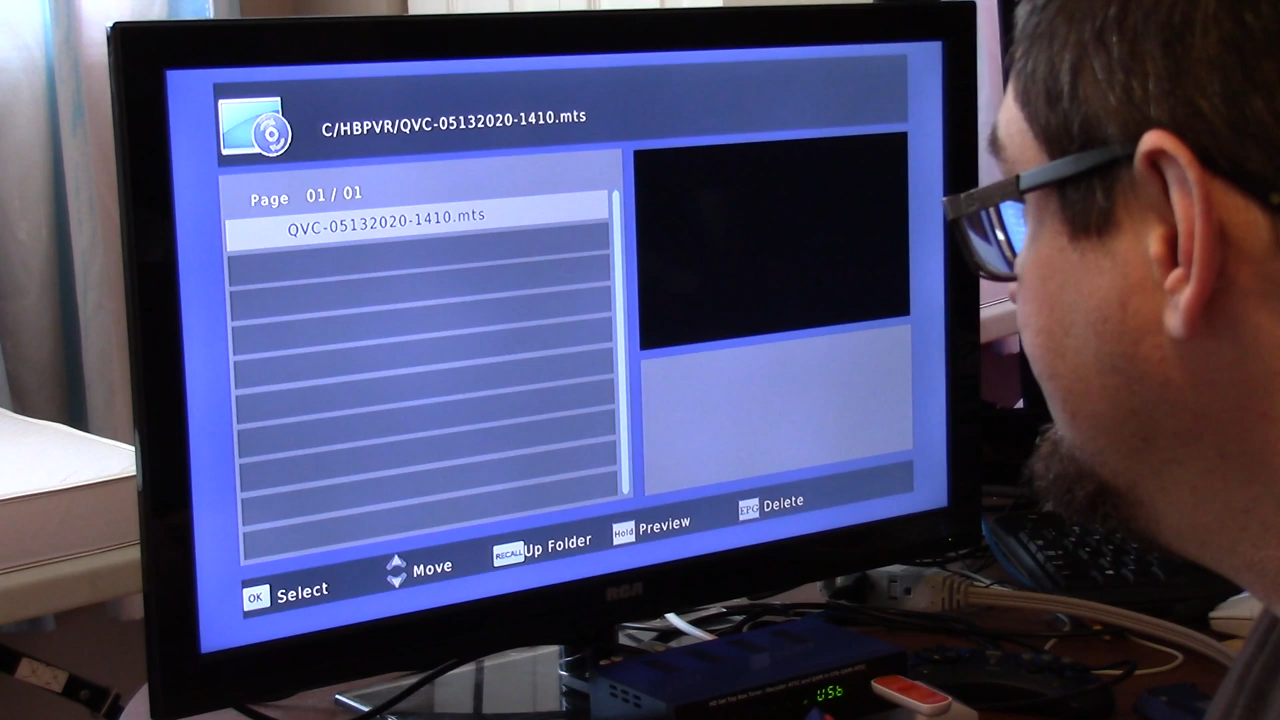 C/HBPVR/QVC-05132020-1410.mts
Page 01 / 01
QVC-05132020-1410.mts
OK Select
Move
RECALL Up Folder
Hold Preview
EPG Delete
RCA
USb